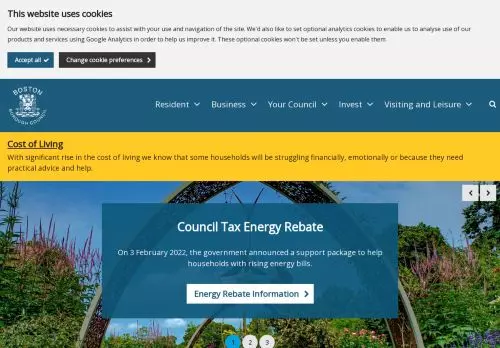 This website uses cookies
Our website uses necessary cookies to assist with your use and navigation of the site. We'd also like to set optional analytics cookies to enable us to analyse use of our
products and services using Google Analytics in order to help us improve it. These optional cookies won't be set unless you enable them.
Accept all
Change cookie preferences
BOSTON
BOROUGH COUNCIL
Resident
Business
Your Council
Invest
Visiting and Leisure
Cost of Living
With significant rise in the cost of living we know that some households will be struggling financially, emotionally or because they need
practical advice and help.
Council Tax Energy Rebate
On 3 February 2022, the government announced a support package to help
households with rising energy bills.
Energy Rebate Information
1 2 3